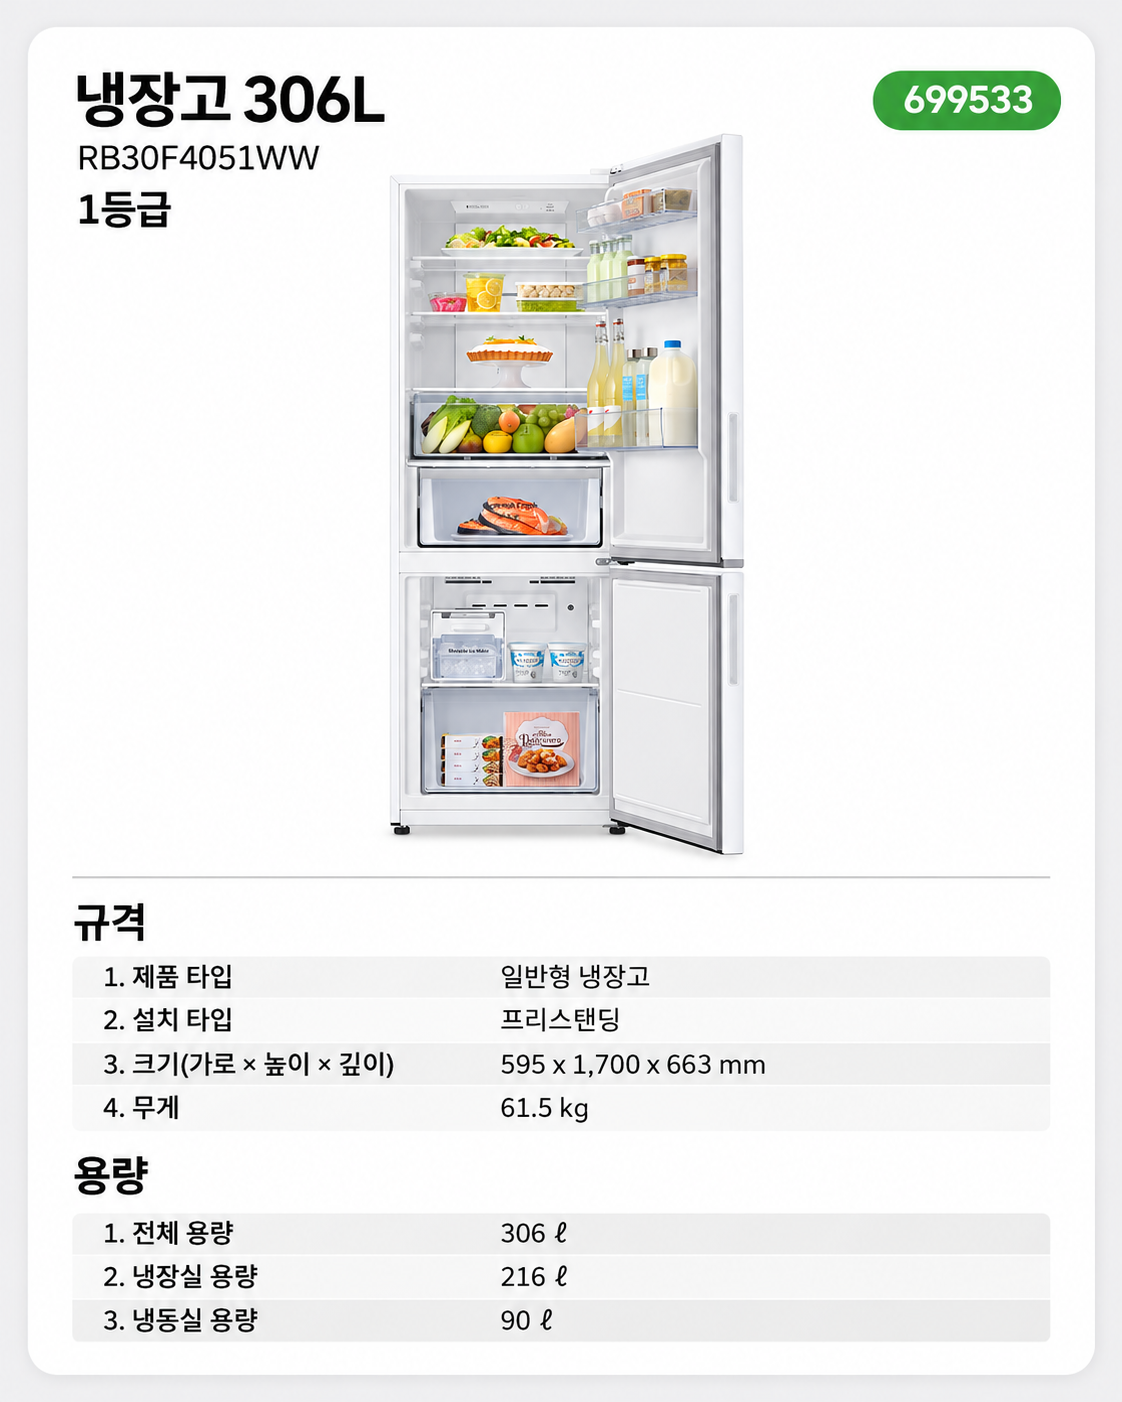 냉장고 306L
699533
RB30F4051WW
1등급
규격
1. 제품 타입 일반형 냉장고
2. 설치 타입 프리스탠딩
3. 크기(가로 × 높이 × 깊이) 595 x 1,700 x 663 mm
4. 무게 61.5 kg
용량
1. 전체 용량 306 ℓ
2. 냉장실 용량 216 ℓ
3. 냉동실 용량 90 ℓ